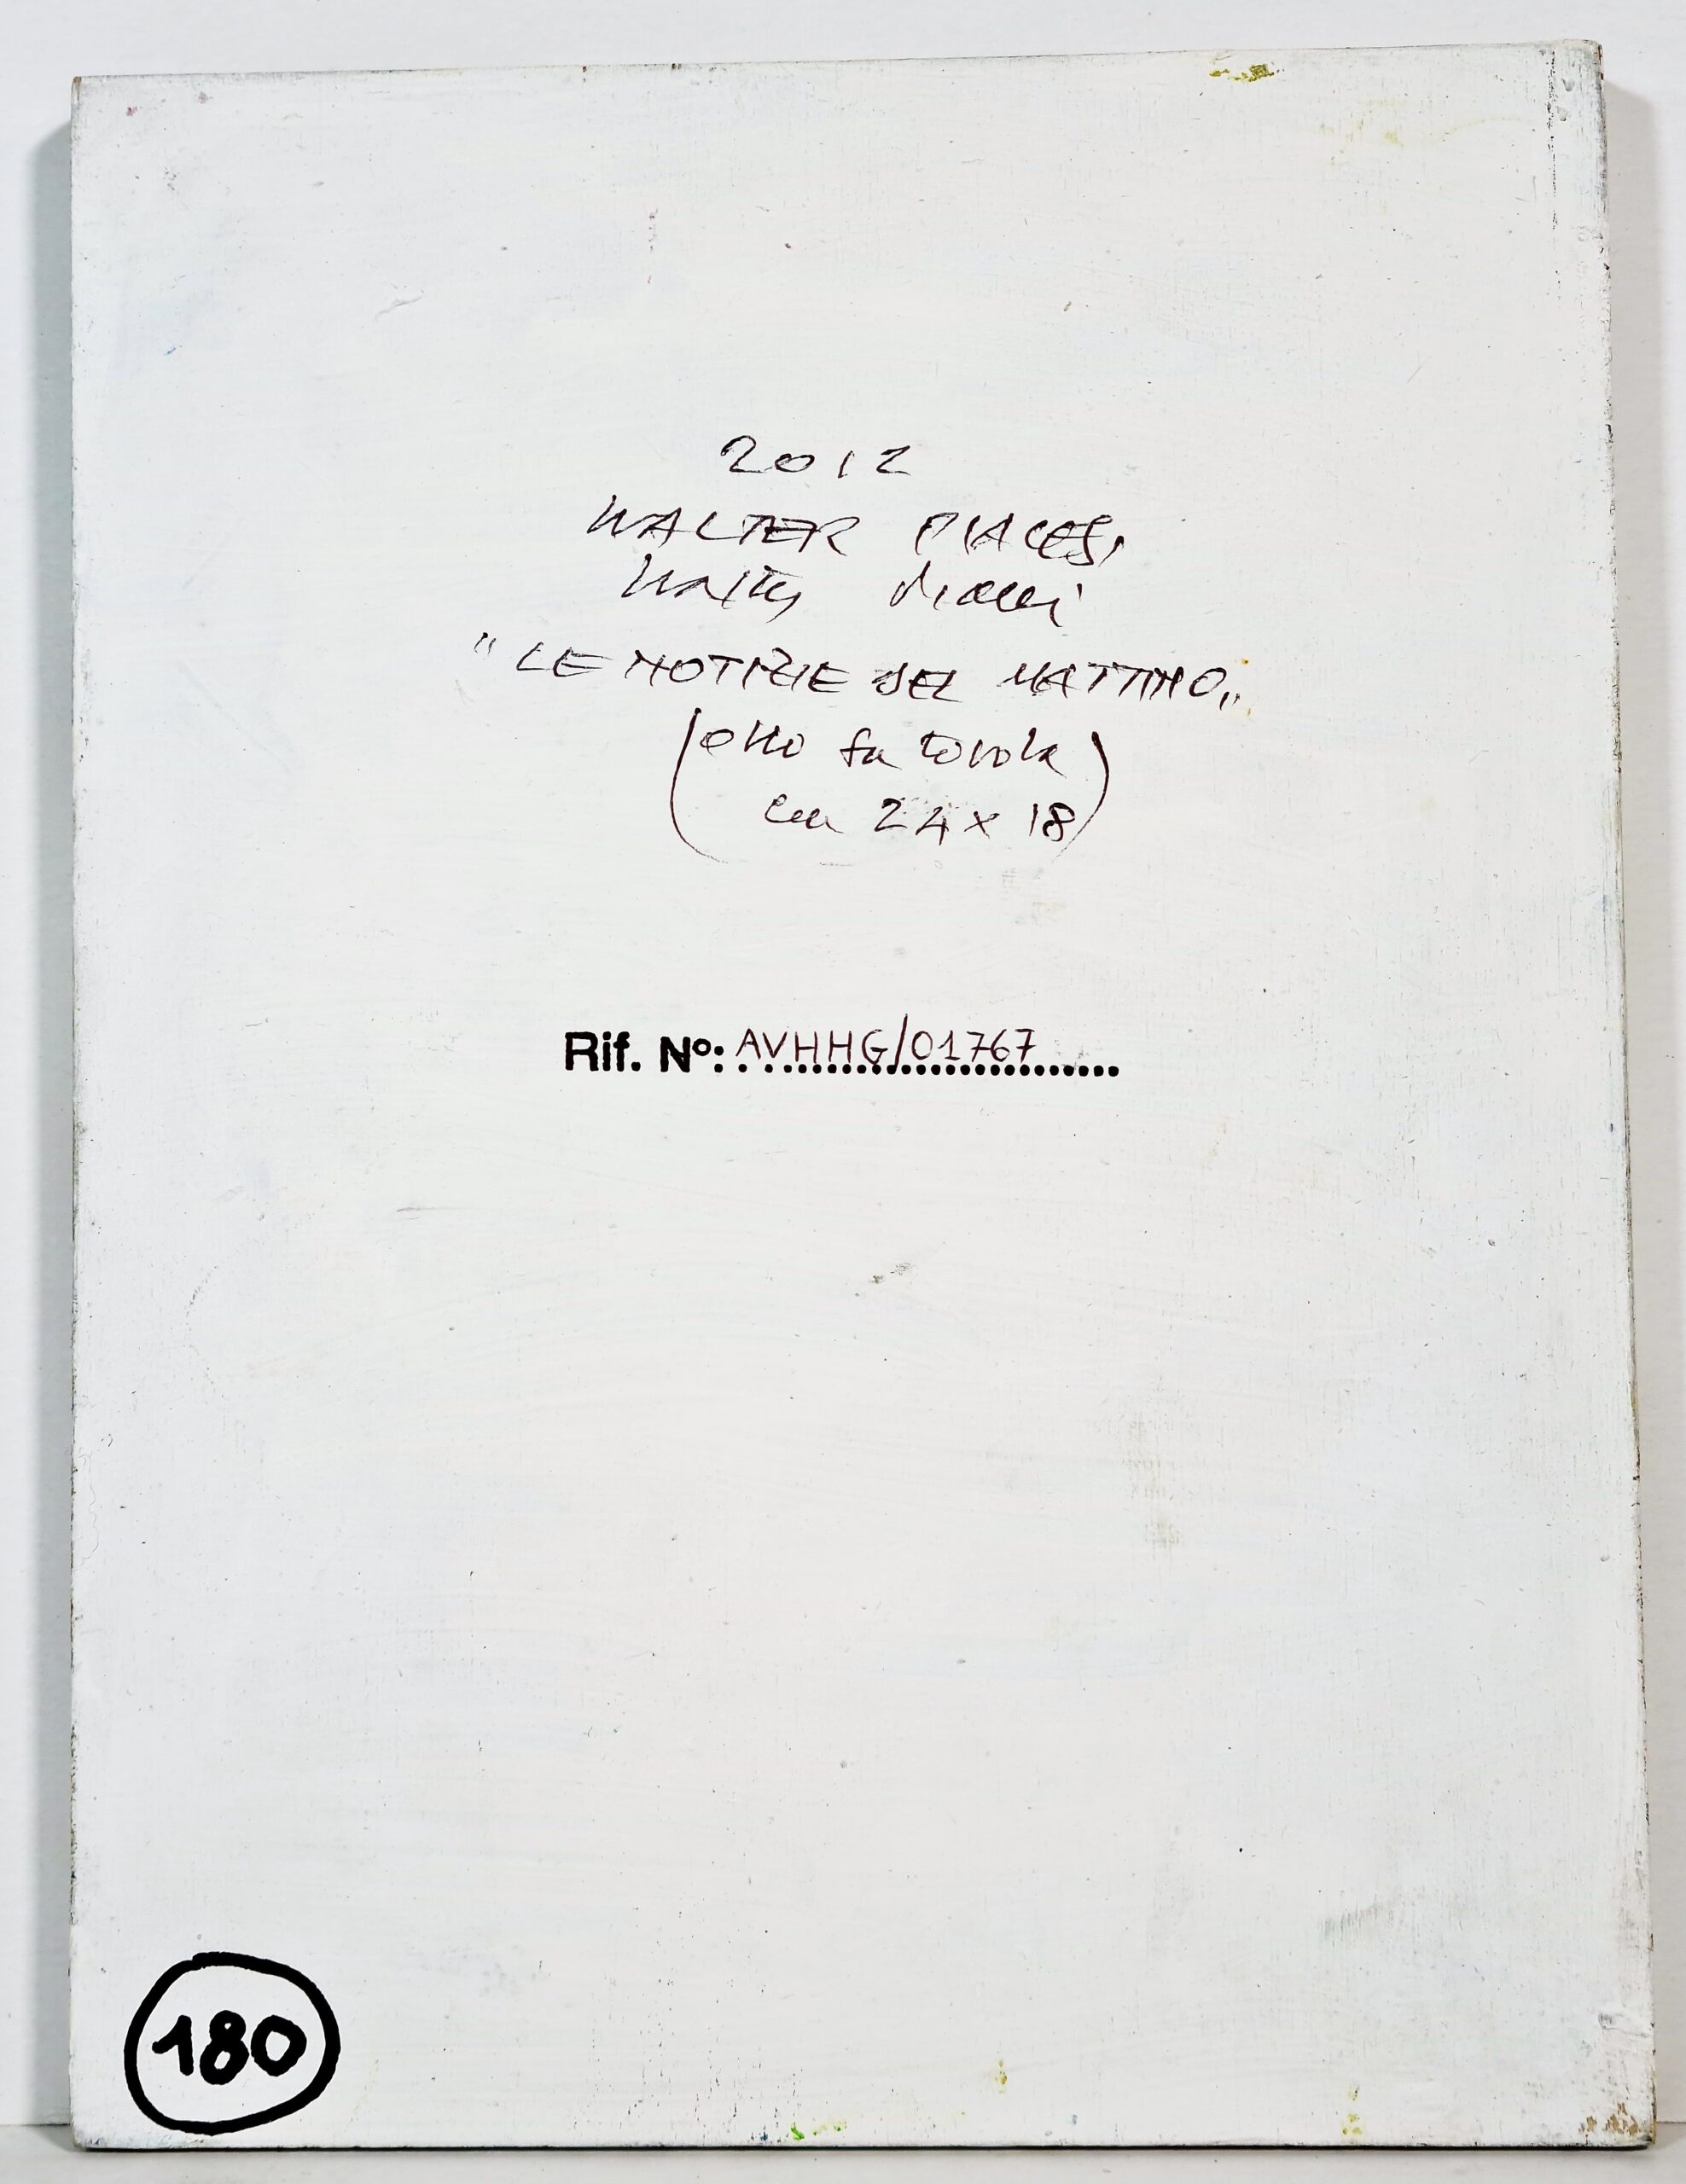 2012
WALTER PIACESI
Walter Piacesi
"LE NOTIZIE DEL MATTINO"
(olio su tavola
cm 24 x 18)
Rif. Nº: AVHHG/01767
180